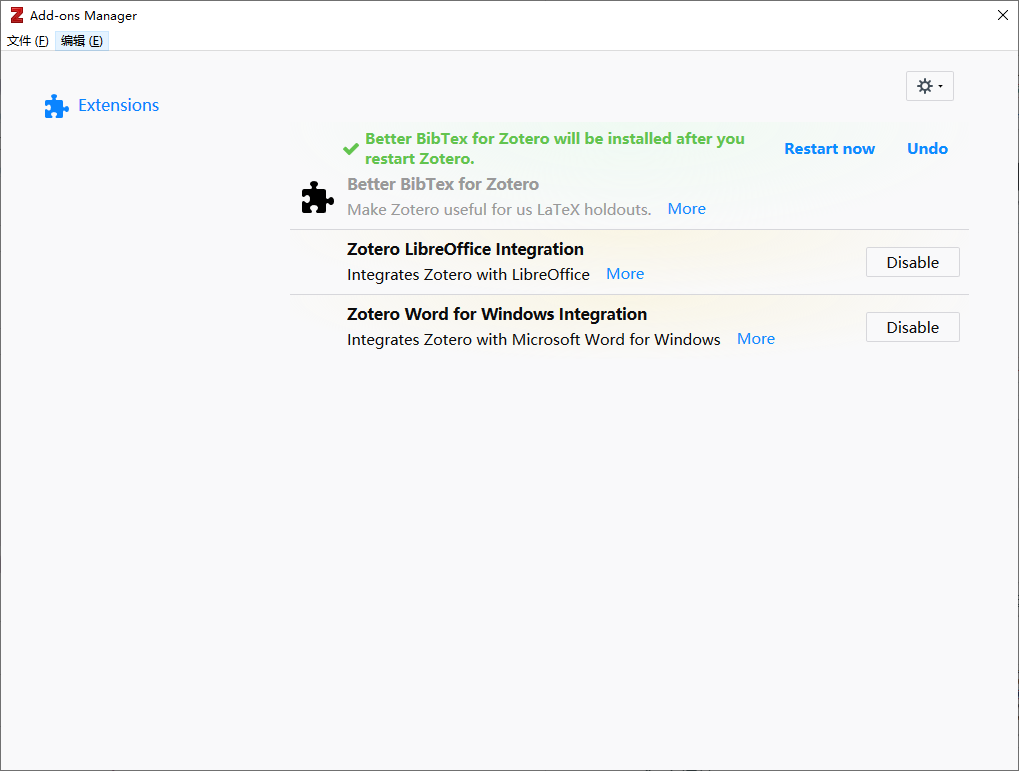 Add-ons Manager
文件 (F) 编辑 (E)
Extensions
Better BibTex for Zotero will be installed after you
restart Zotero.
Restart now Undo
Better BibTex for Zotero
Make Zotero useful for us LaTeX holdouts. More
Zotero LibreOffice Integration
Integrates Zotero with LibreOffice More
Disable
Zotero Word for Windows Integration
Integrates Zotero with Microsoft Word for Windows More
Disable